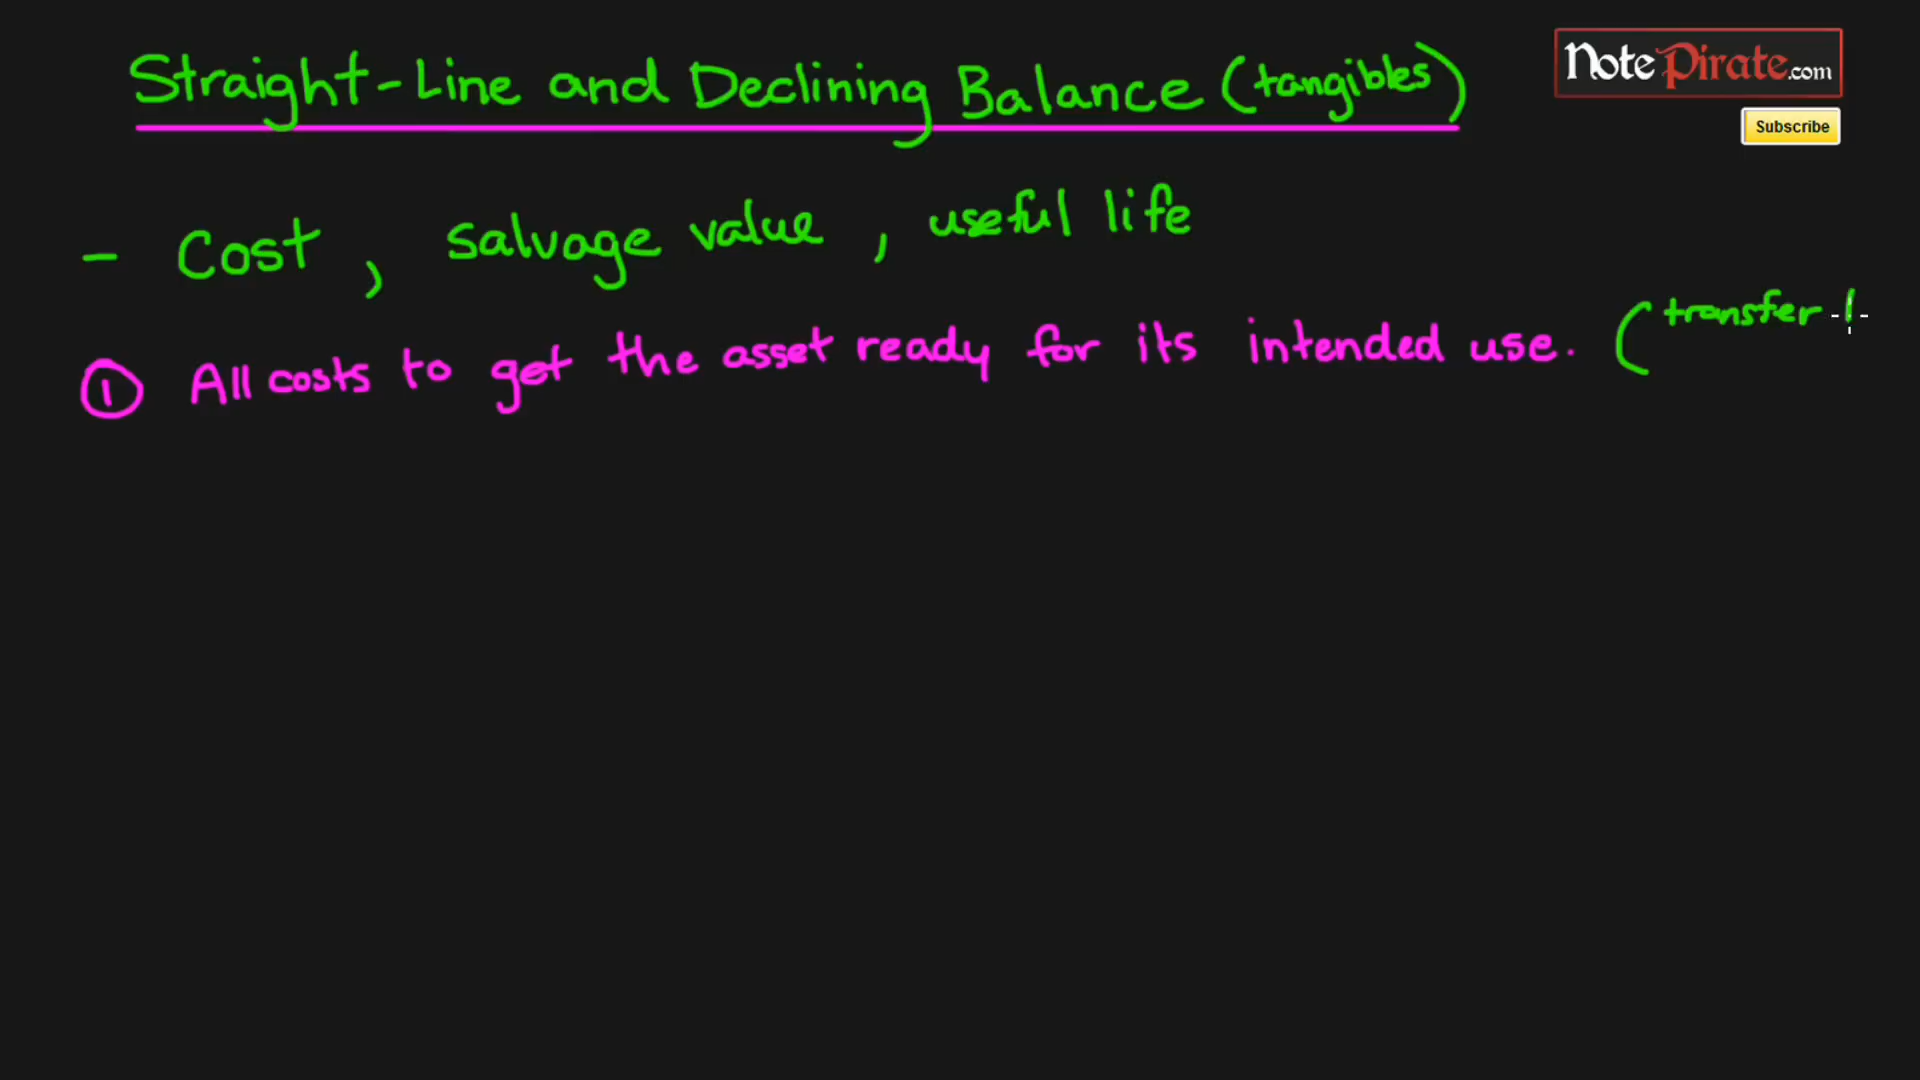 Straight-Line and Declining Balance (tangibles)
NotePirate.com
Subscribe
- Cost, salvage value, useful life
① All costs to get the asset ready for its intended use. (transfer